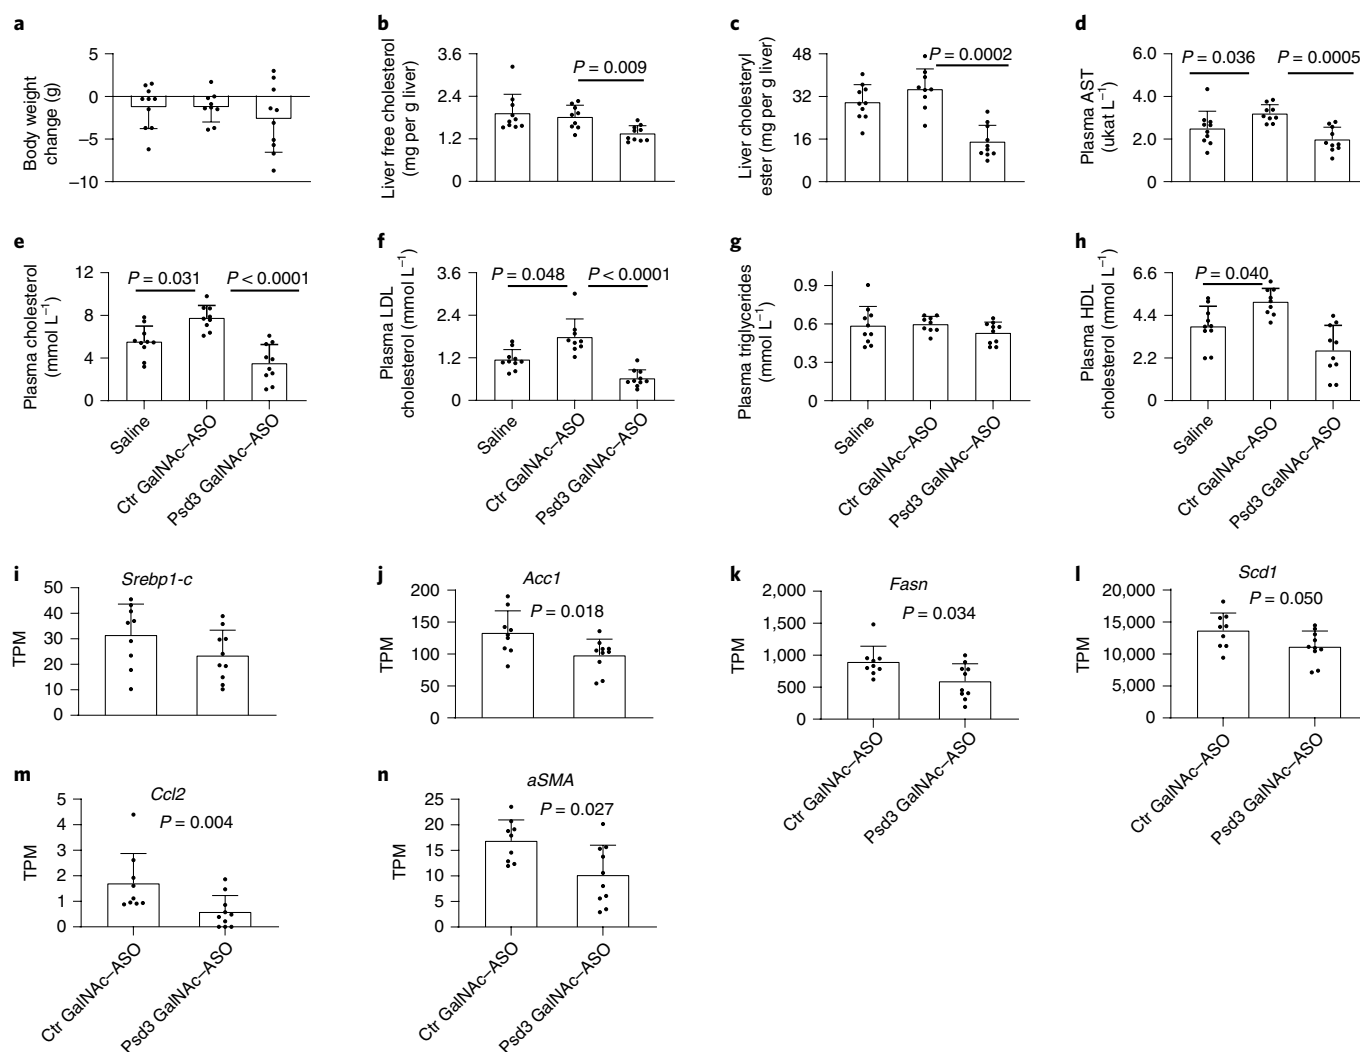 a
Body weight
change (g)
5
0
−5
−10
b
Liver free cholesterol
(mg per g liver)
3.6
2.4
1.2
0
P = 0.009
c
Liver cholesteryl
ester (mg per g liver)
48
32
16
0
P = 0.0002
d
Plasma AST
(ukat L−1)
6.0
4.0
2.0
0
P = 0.036
P = 0.0005
e
Plasma cholesterol
(mmol L−1)
12
8
4
0
P = 0.031
P < 0.0001
Saline
Ctr GalNAc–ASO
Psd3 GalNAc–ASO
f
Plasma LDL
cholesterol (mmol L−1)
3.6
2.4
1.2
0
P = 0.048
P < 0.0001
Saline
Ctr GalNAc–ASO
Psd3 GalNAc–ASO
g
Plasma triglycerides
(mmol L−1)
0.9
0.6
0.3
0
Saline
Ctr GalNAc–ASO
Psd3 GalNAc–ASO
h
Plasma HDL
cholesterol (mmol L−1)
6.6
4.4
2.2
0
P = 0.040
Saline
Ctr GalNAc–ASO
Psd3 GalNAc–ASO
i
Srebp1-c
TPM
50
40
30
20
10
0
j
Acc1
P = 0.018
TPM
200
150
100
50
0
k
Fasn
P = 0.034
TPM
2,000
1,500
1,000
500
0
Ctr GalNAc–ASO
Psd3 GalNAc–ASO
l
Scd1
P = 0.050
TPM
20,000
15,000
10,000
5,000
0
Ctr GalNAc–ASO
Psd3 GalNAc–ASO
m
Ccl2
P = 0.004
TPM
5
4
3
2
1
0
Ctr GalNAc–ASO
Psd3 GalNAc–ASO
n
aSMA
P = 0.027
TPM
25
20
15
10
5
0
Ctr GalNAc–ASO
Psd3 GalNAc–ASO